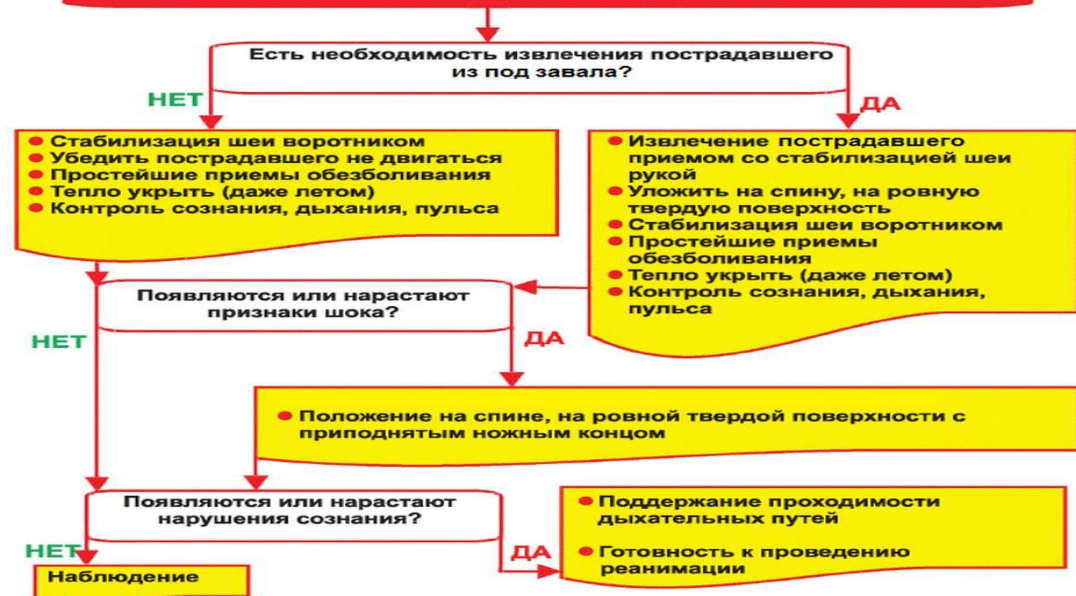 Есть необходимость извлечения пострадавшего
из под завала?
НЕТ
ДА
● Стабилизация шеи воротником
● Убедить пострадавшего не двигаться
● Простейшие приемы обезболивания
● Тепло укрыть (даже летом)
● Контроль сознания, дыхания, пульса
● Извлечение пострадавшего
приемом со стабилизацией шеи
рукой
● Уложить на спину, на ровную
твердую поверхность
● Стабилизация шеи воротником
● Простейшие приемы
обезболивания
● Тепло укрыть (даже летом)
● Контроль сознания, дыхания,
пульса
Появляются или нарастают
признаки шока?
НЕТ
ДА
● Положение на спине, на ровной твердой поверхности с
приподнятым ножным концом
Появляются или нарастают
нарушения сознания?
НЕТ
ДА
● Поддержание проходимости
дыхательных путей
● Готовность к проведению
реанимации
Наблюдение